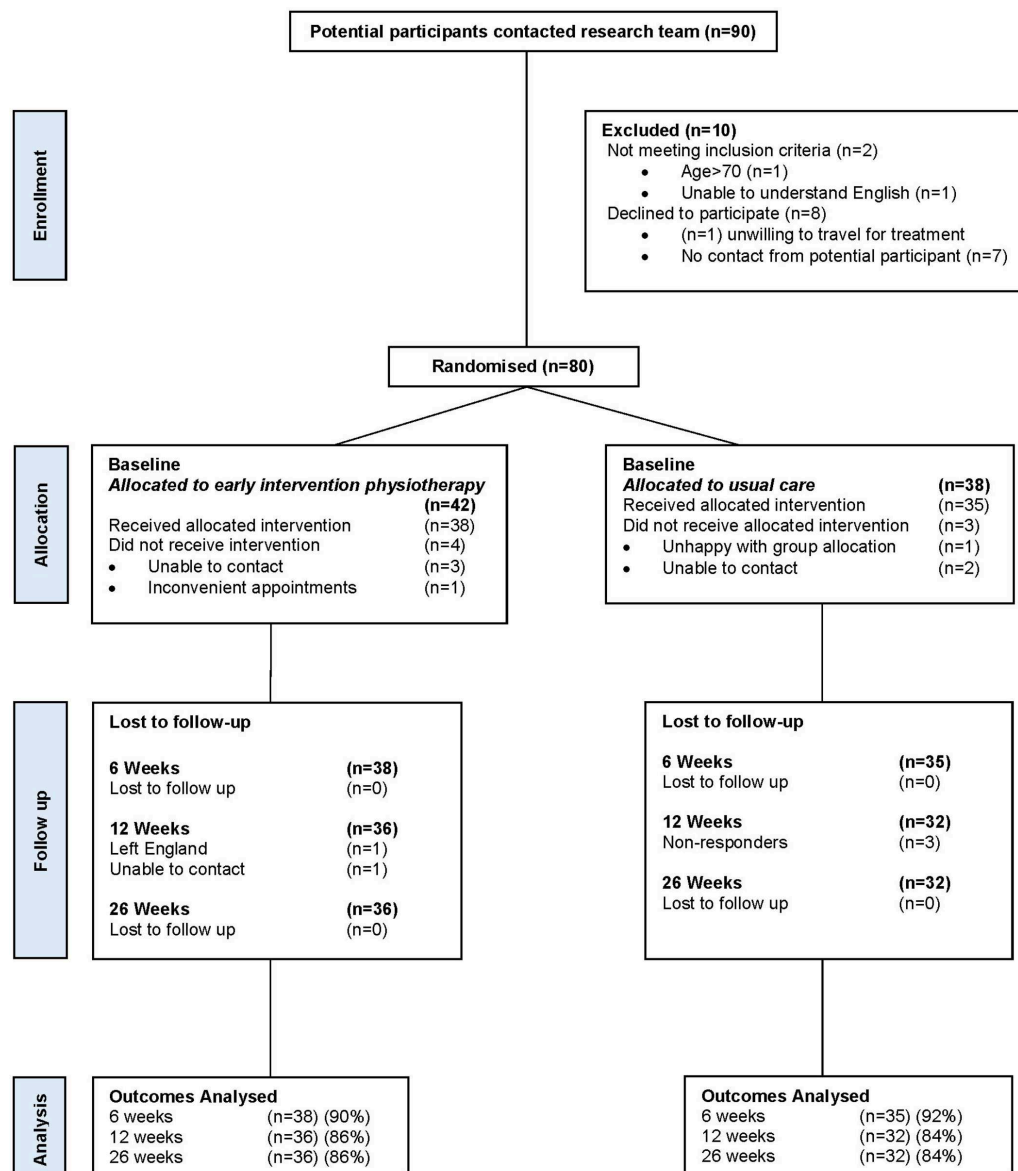 Potential participants contacted research team (n=90)
Enrollment
Excluded (n=10)
Not meeting inclusion criteria (n=2)
• Age>70 (n=1)
• Unable to understand English (n=1)
Declined to participate (n=8)
• (n=1) unwilling to travel for treatment
• No contact from potential participant (n=7)
Randomised (n=80)
Allocation
Baseline
Allocated to early intervention physiotherapy
(n=42)
Received allocated intervention (n=38)
Did not receive intervention (n=4)
• Unable to contact (n=3)
• Inconvenient appointments (n=1)
Baseline
Allocated to usual care (n=38)
Received allocated intervention (n=35)
Did not receive allocated intervention (n=3)
• Unhappy with group allocation (n=1)
• Unable to contact (n=2)
Follow up
Lost to follow-up
6 Weeks (n=38)
Lost to follow up (n=0)
12 Weeks (n=36)
Left England (n=1)
Unable to contact (n=1)
26 Weeks (n=36)
Lost to follow up (n=0)
Lost to follow-up
6 Weeks (n=35)
Lost to follow up (n=0)
12 Weeks (n=32)
Non-responders (n=3)
26 Weeks (n=32)
Lost to follow up (n=0)
Analysis
Outcomes Analysed
6 weeks (n=38) (90%)
12 weeks (n=36) (86%)
26 weeks (n=36) (86%)
Outcomes Analysed
6 weeks (n=35) (92%)
12 weeks (n=32) (84%)
26 weeks (n=32) (84%)